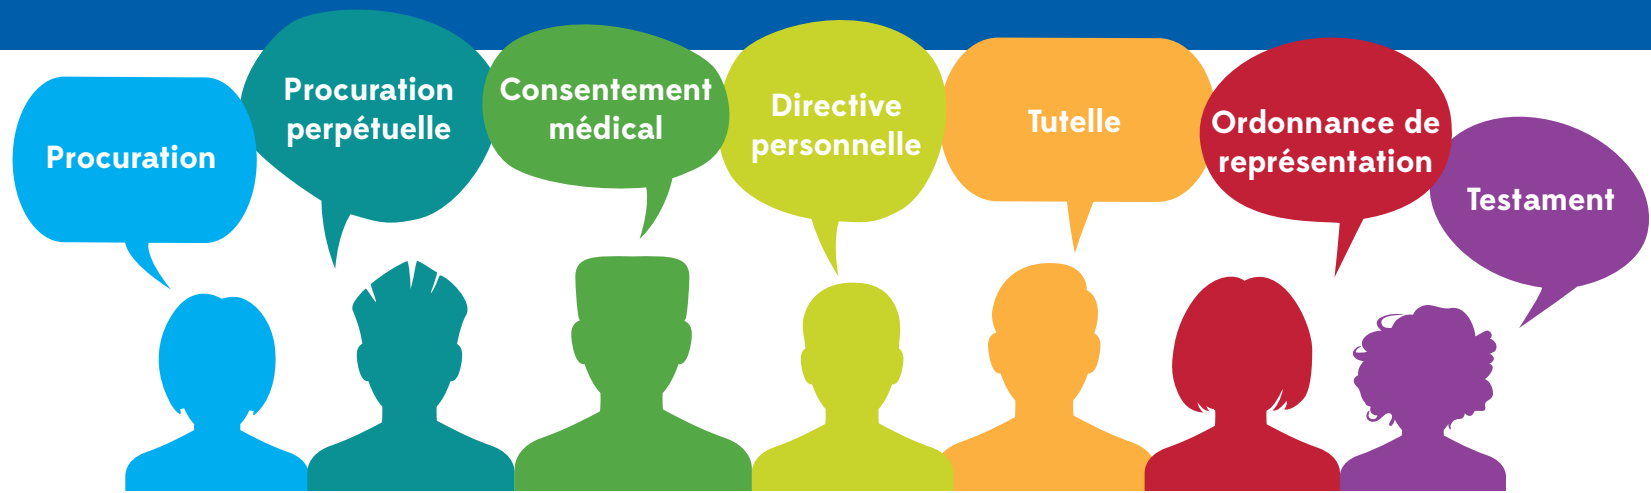 Procuration
Procuration
perpétuelle
Consentement
médical
Directive
personnelle
Tutelle
Ordonnance de
représentation
Testament